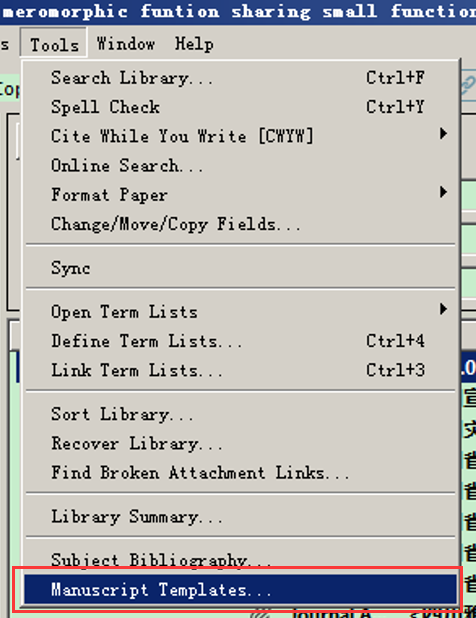 meromorphic funtion sharing small function
s Tools Window Help
Search Library... Ctrl+F
Spell Check Ctrl+Y
Cite While You Write [CWYW]
Online Search...
Format Paper
Change/Move/Copy Fields...
Sync
Open Term Lists
Define Term Lists... Ctrl+4
Link Term Lists... Ctrl+3
Sort Library...
Recover Library...
Find Broken Attachment Links...
Library Summary...
Subject Bibliography...
Manuscript Templates...
Journal A